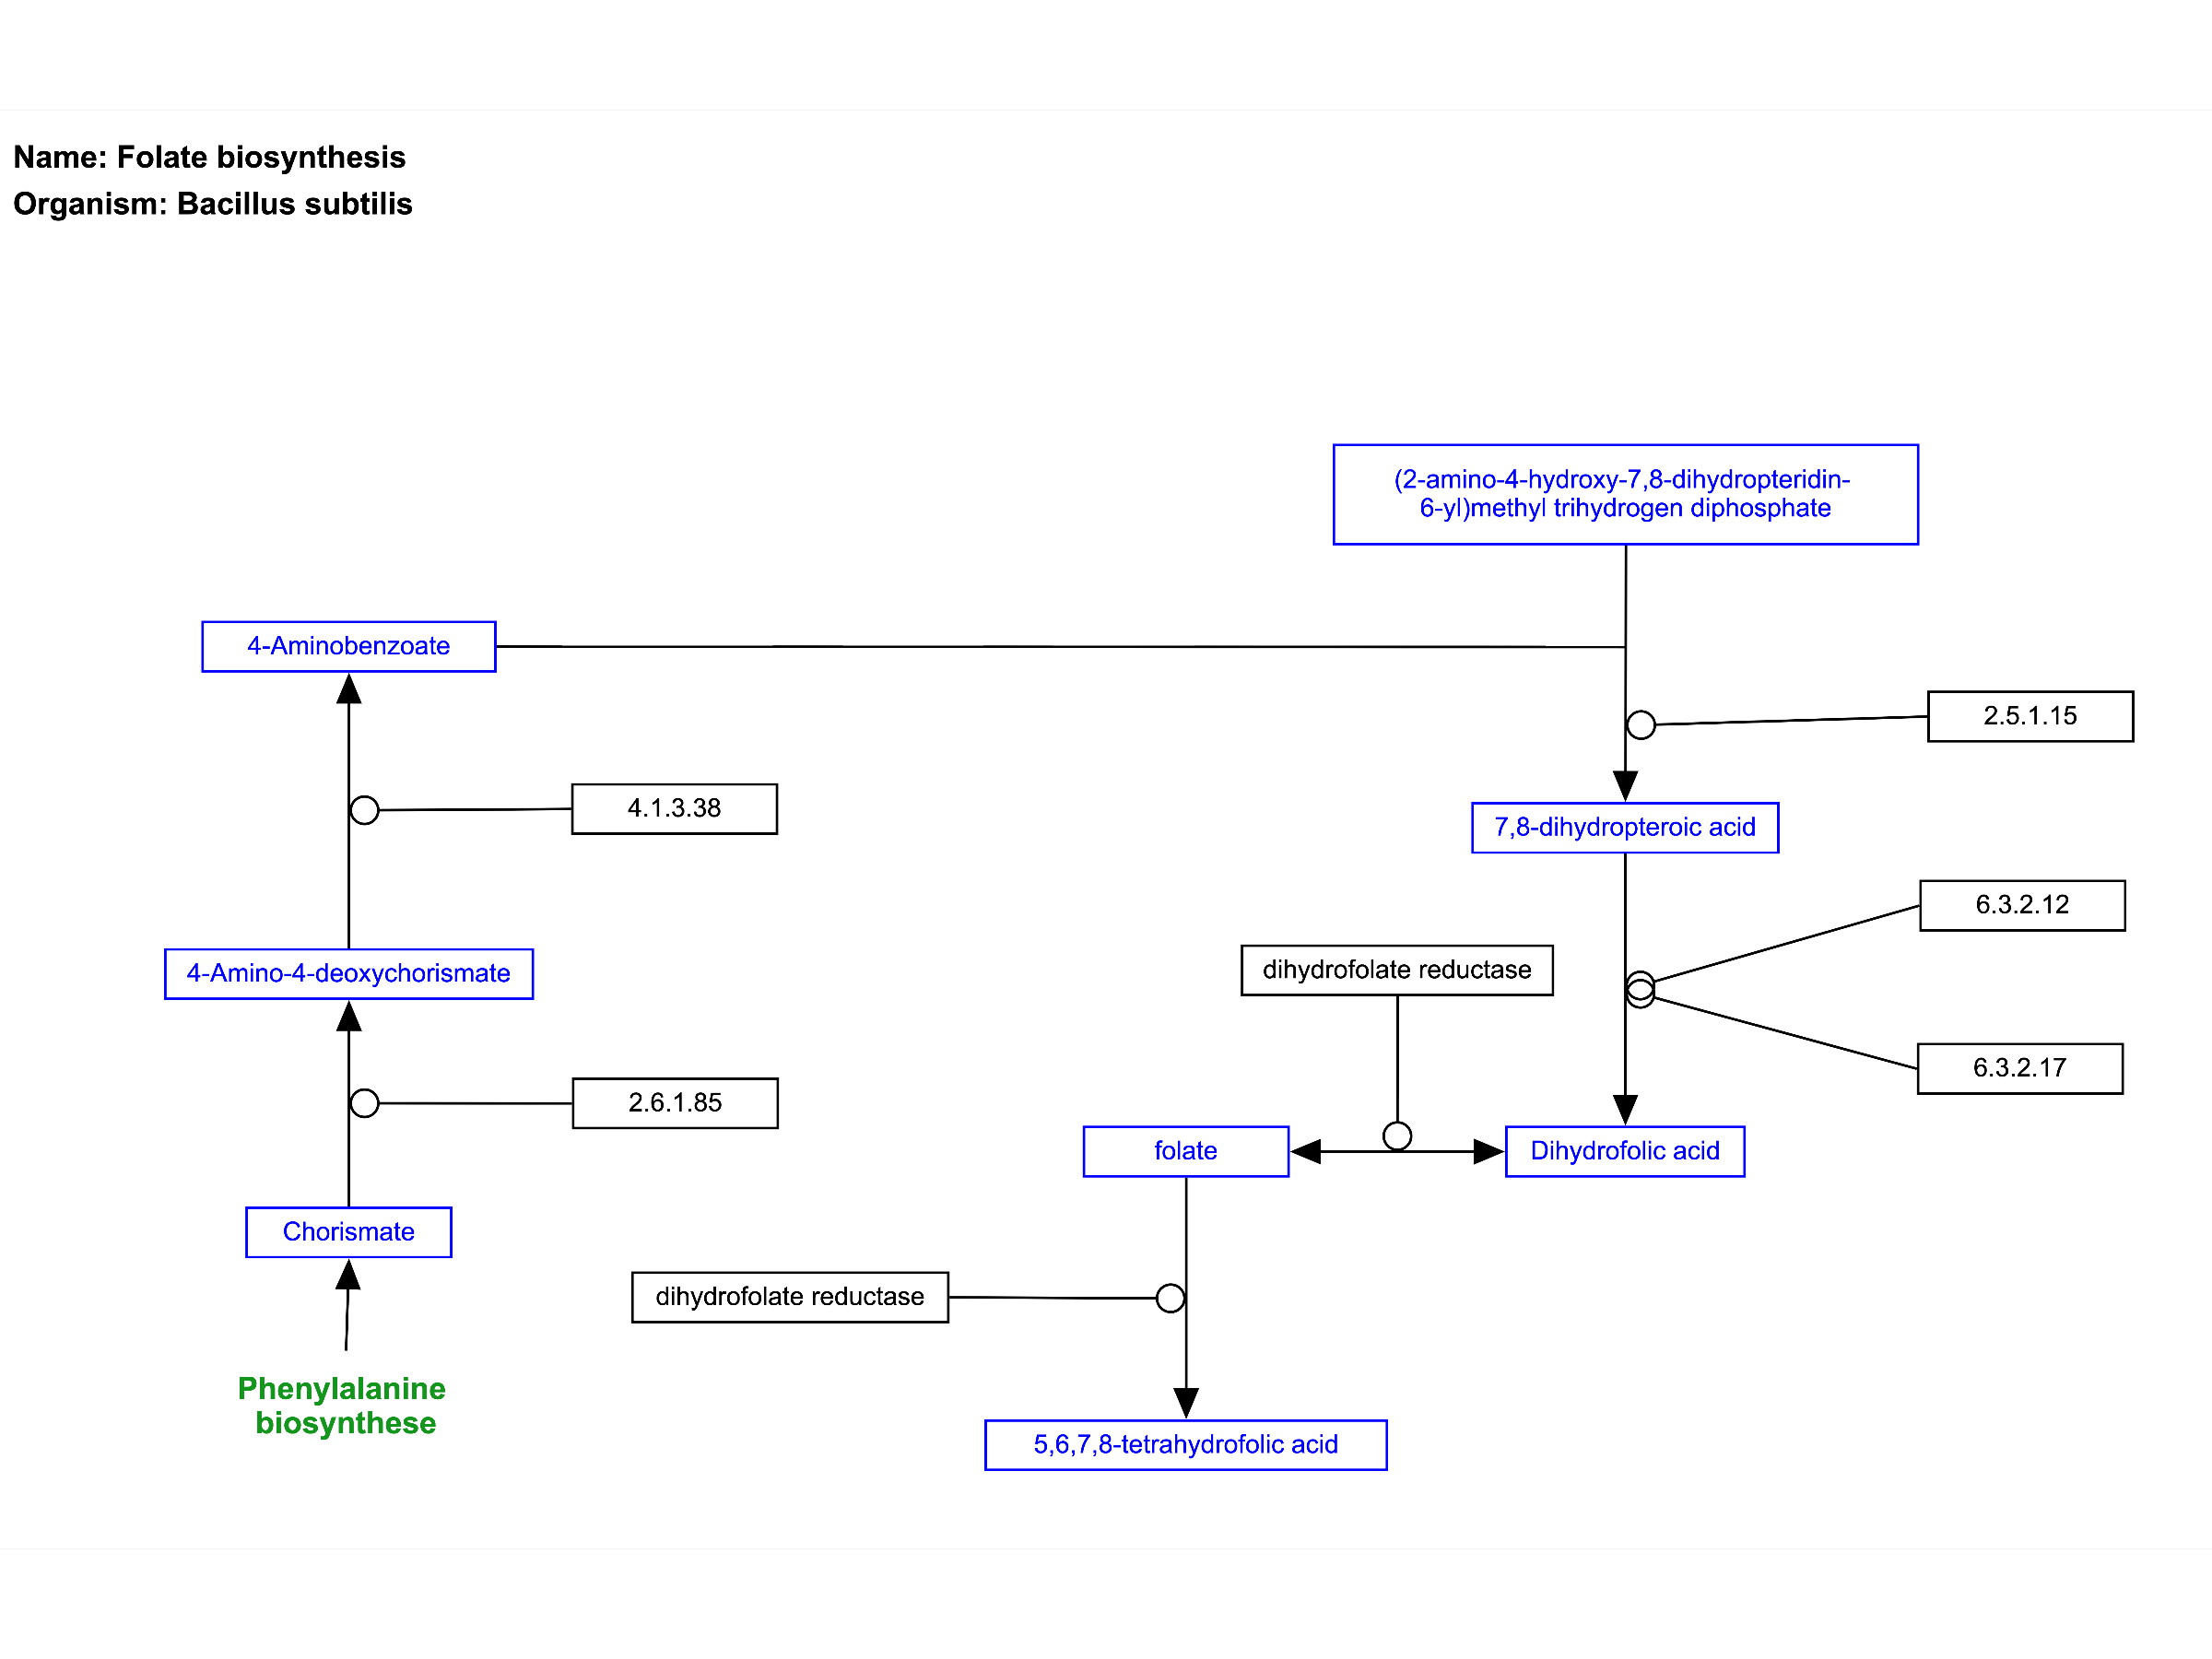 Name: Folate biosynthesis
Organism: Bacillus subtilis
(2-amino-4-hydroxy-7,8-dihydropteridin-
6-yl)methyl trihydrogen diphosphate
4-Aminobenzoate
2.5.1.15
4.1.3.38
7,8-dihydropteroic acid
6.3.2.12
4-Amino-4-deoxychorismate
dihydrofolate reductase
6.3.2.17
2.6.1.85
folate
Dihydrofolic acid
Chorismate
dihydrofolate reductase
Phenylalanine
biosynthese
5,6,7,8-tetrahydrofolic acid